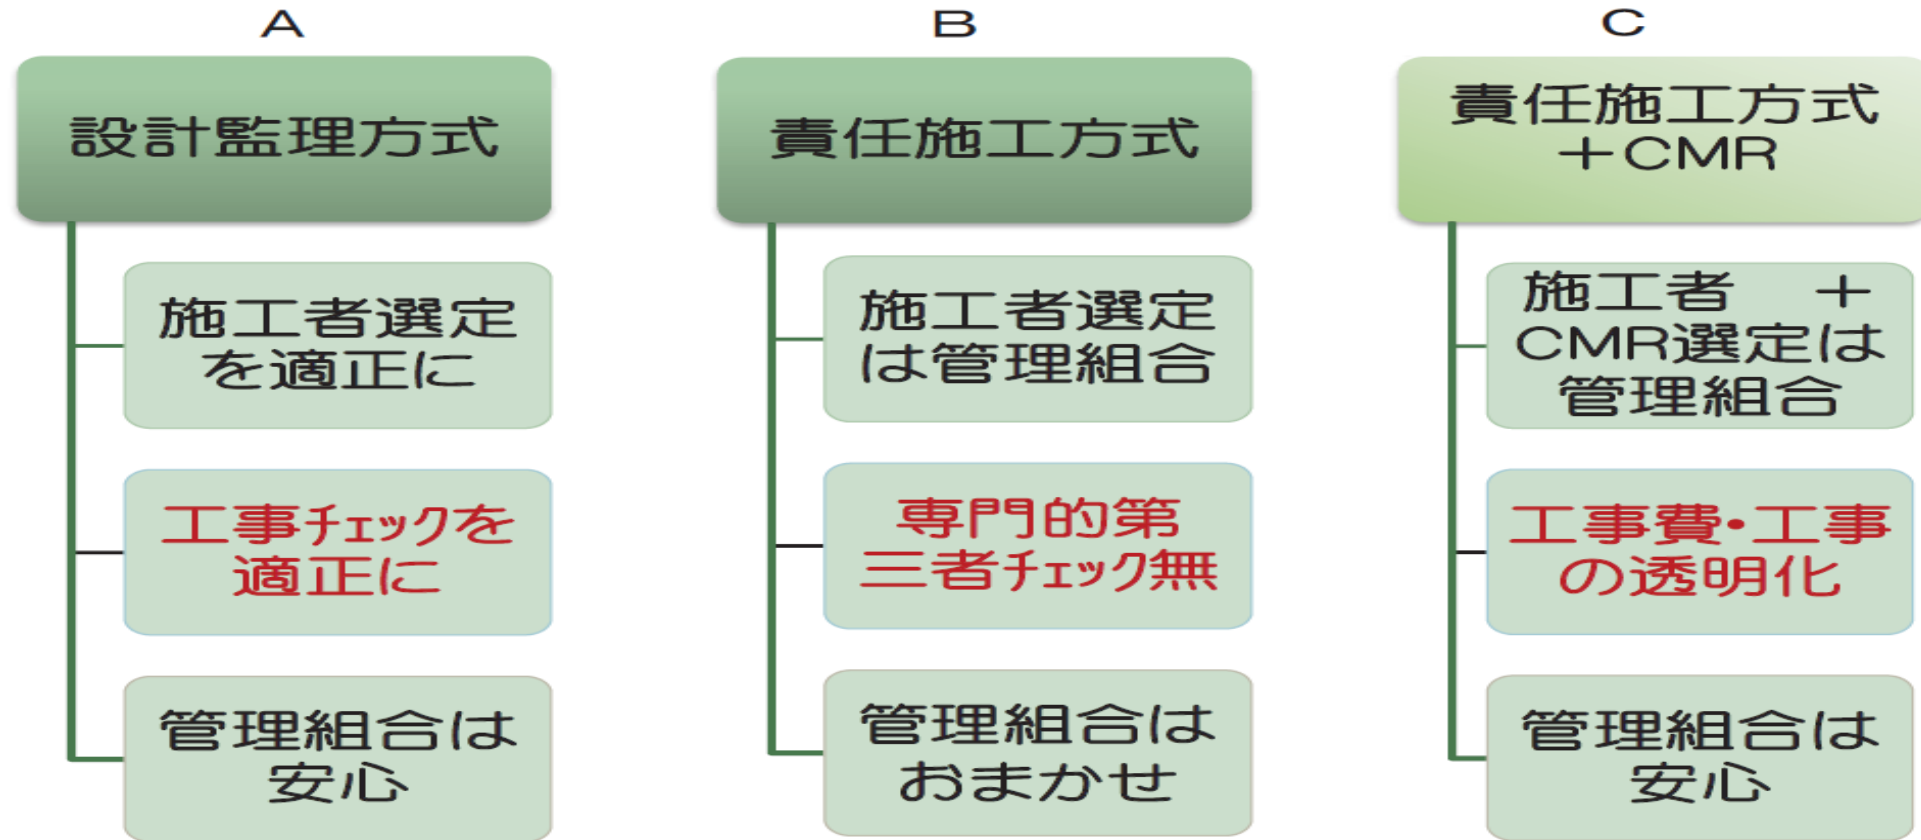 A
設計監理方式
施工者選定
を適正に
工事チェックを
適正に
管理組合は
安心
B
責任施工方式
施工者選定
は管理組合
専門的第
三者チェック無
管理組合は
おまかせ
C
責任施工方式
＋CMR
施工者　＋
CMR選定は
管理組合
工事費・工事
の透明化
管理組合は
安心